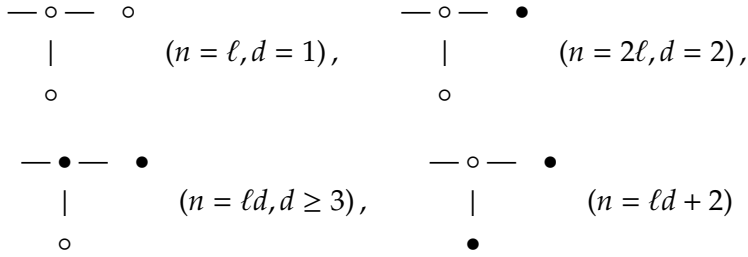 — ∘ — ∘ — ∘ — •
| (n = ℓ, d = 1) , | (n = 2ℓ, d = 2) ,
∘ ∘
— • — • — ∘ — •
| (n = ℓd, d ≥ 3) , | (n = ℓd + 2)
∘ •